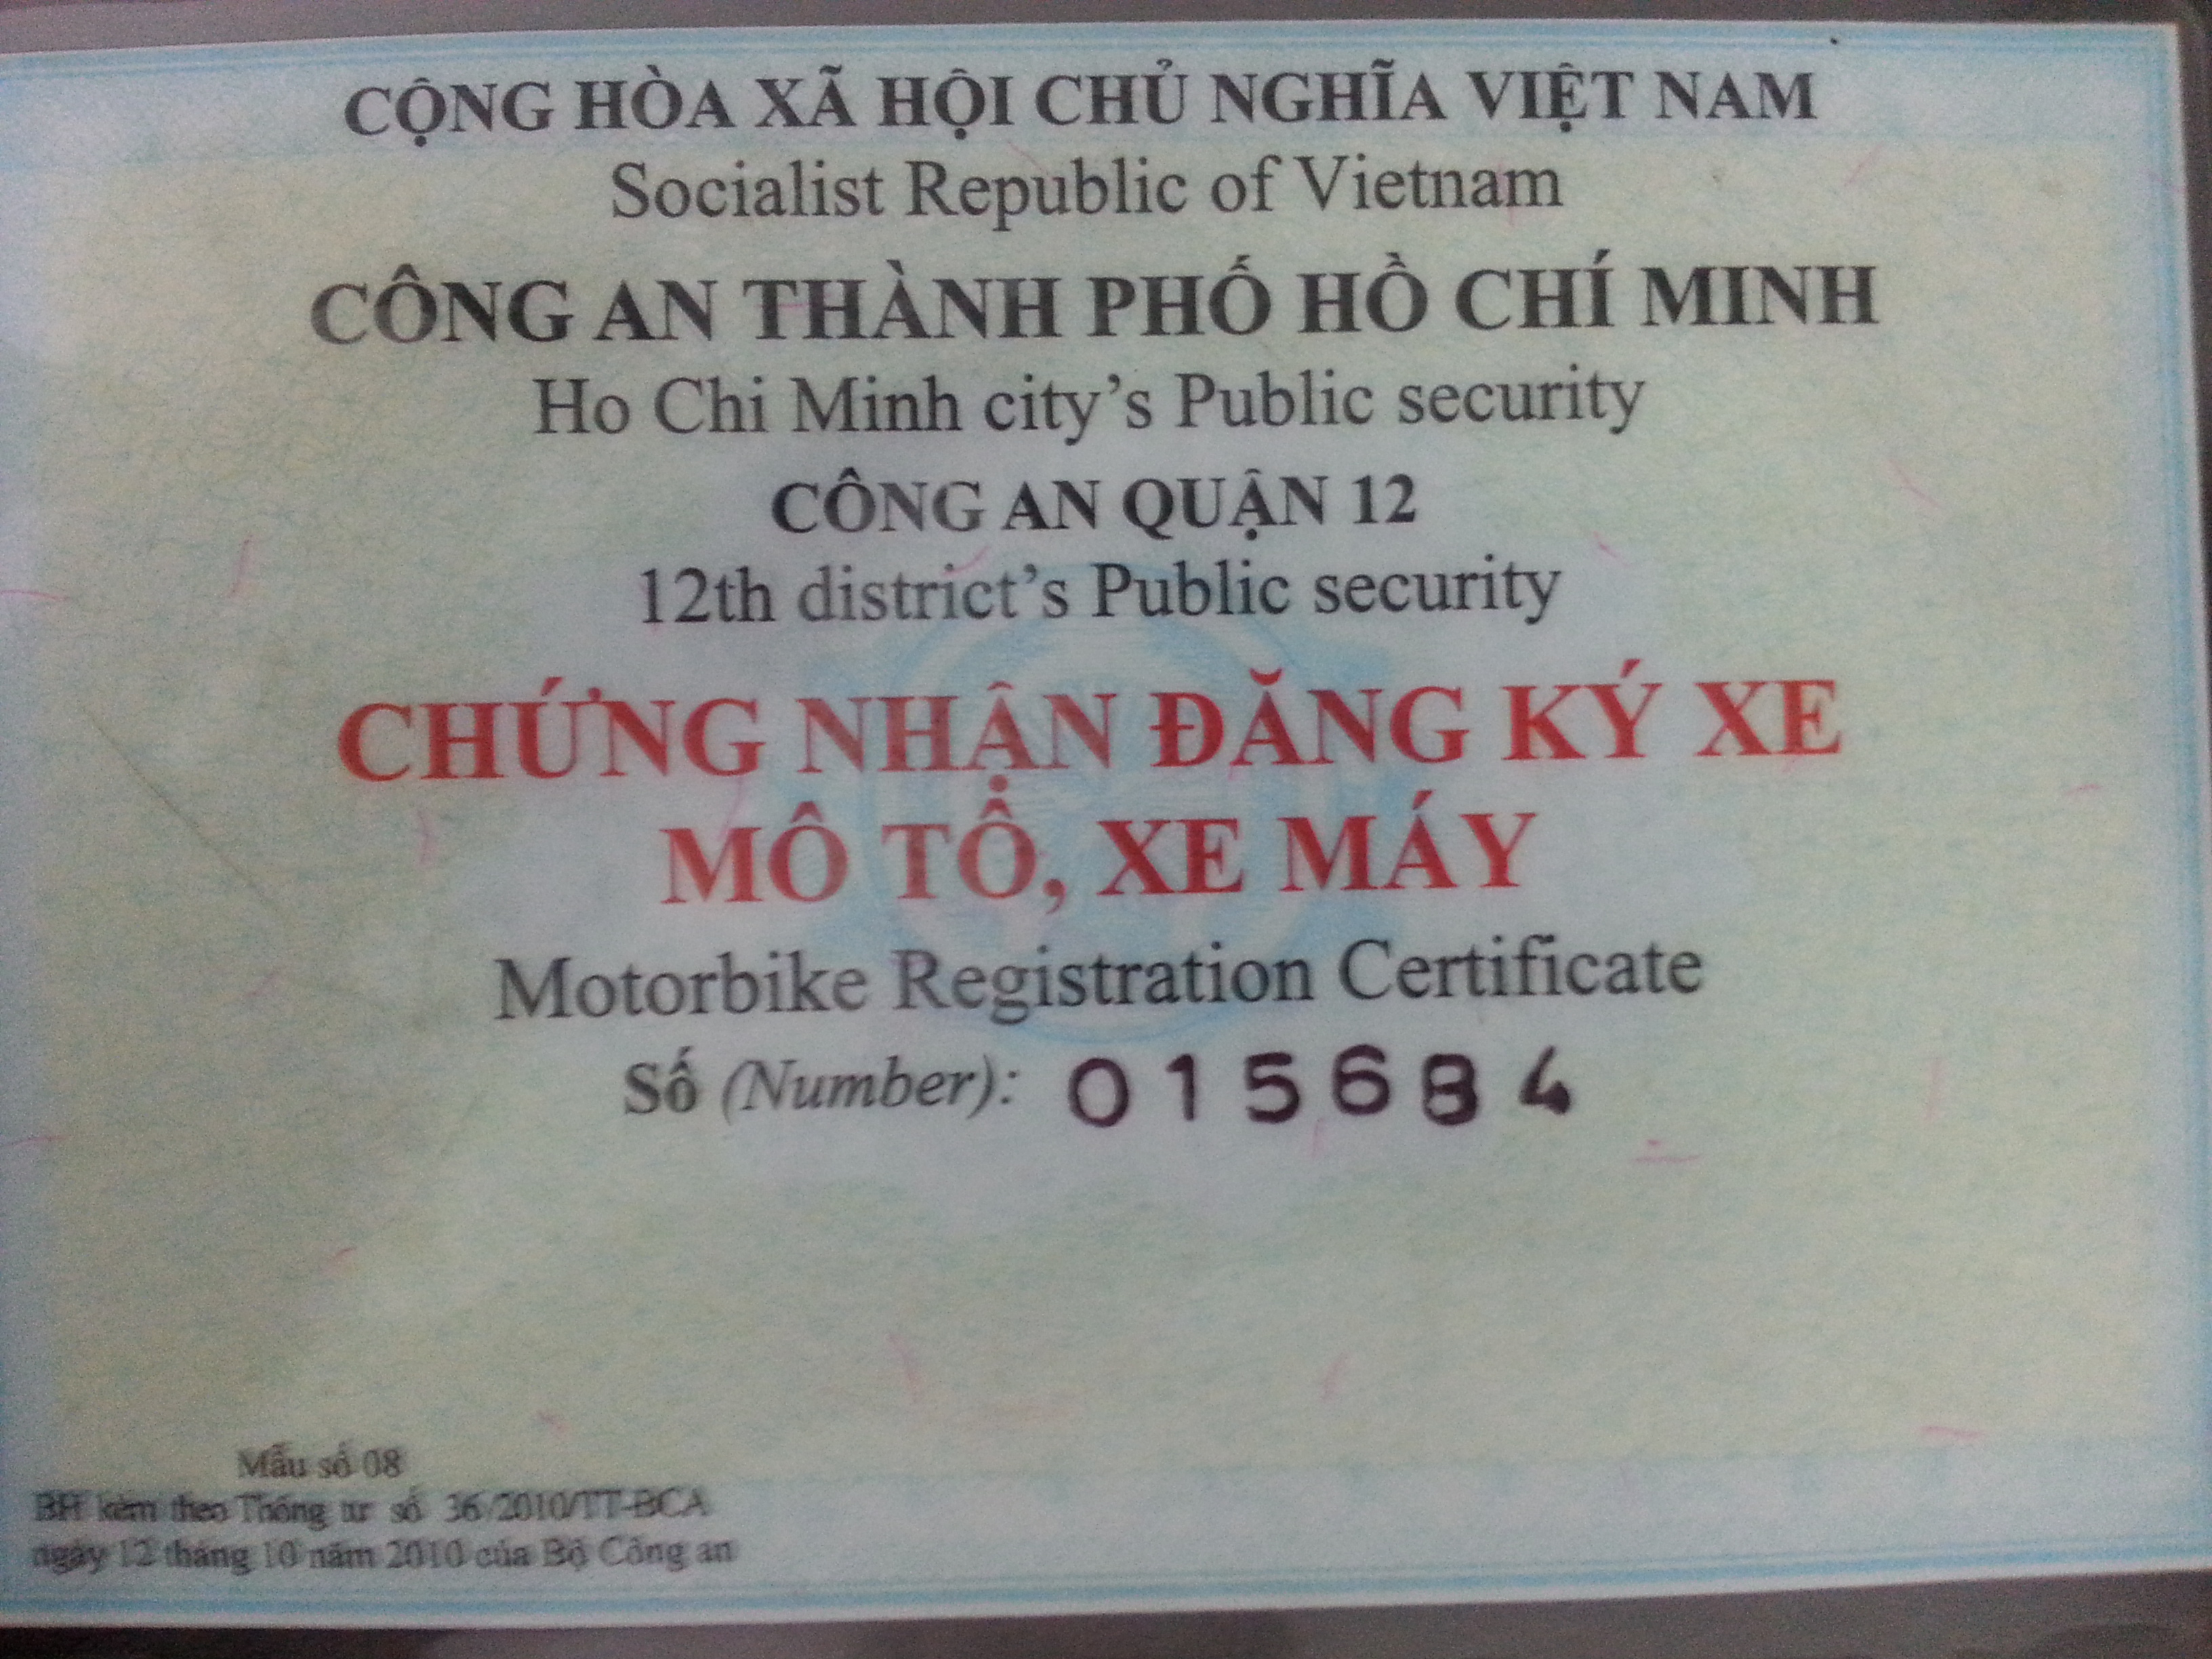 CỘNG HÒA XÃ HỘI CHỦ NGHĨA VIỆT NAM
Socialist Republic of Vietnam
CÔNG AN THÀNH PHỐ HỒ CHÍ MINH
Ho Chi Minh city's Public security
CÔNG AN QUẬN 12
12th district's Public security
CHỨNG NHẬN ĐĂNG KÝ XE
MÔ TÔ, XE MÁY
Motorbike Registration Certificate
Số (Number): 015684
Mẫu số 08
BH kèm theo Thông tư số 36/2010/TT-BCA
ngày 12 tháng 10 năm 2010 của Bộ Công an